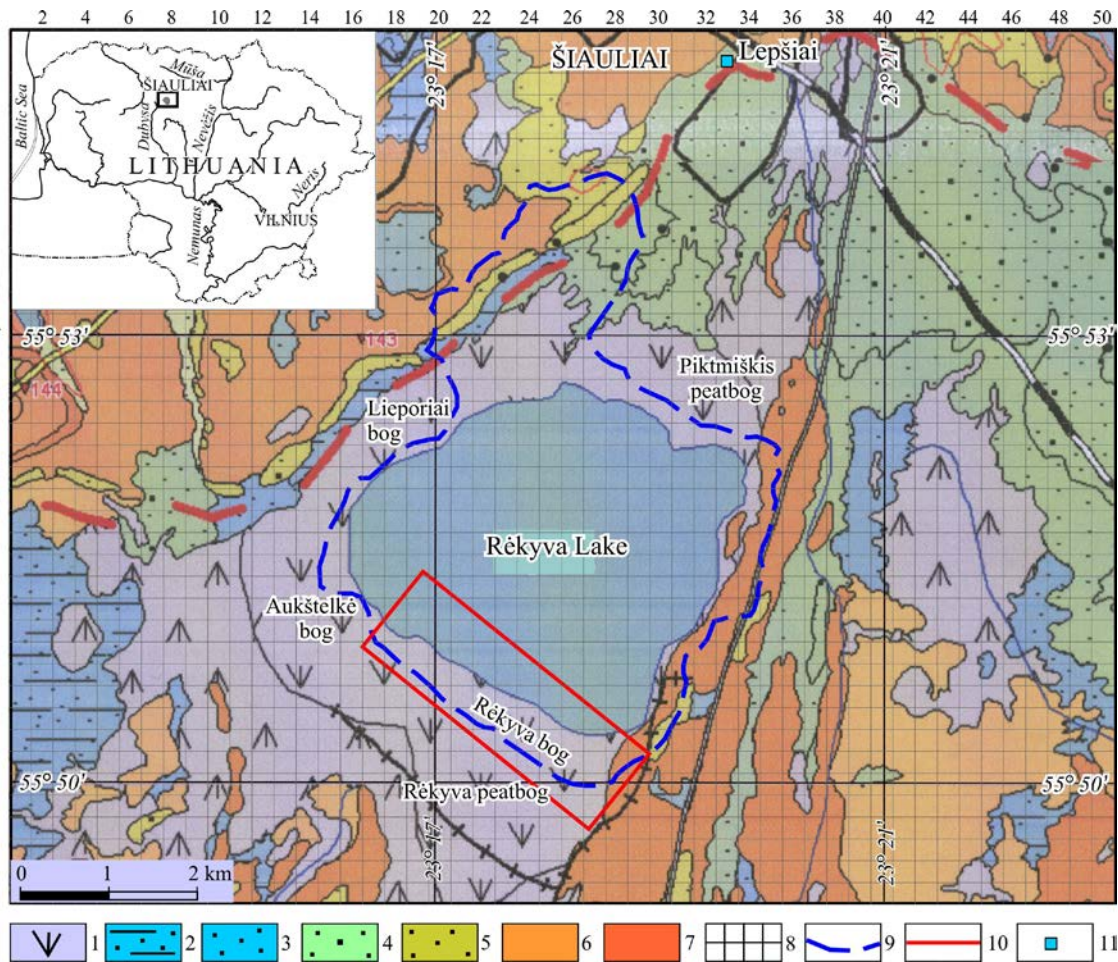 2 4 6 8 10 12 14 16 18 20 22 24 26 28 30 32 34 36 38 40 42 44 46 48 50
Baltic Sea
Mūša
ŠIAULIAI
Dubysa
Nevėžis
LITHUANIA
Neris
VILNIUS
Nemunas
23° 17'
ŠIAULIAI
Lepšiai
23° 21'
55° 53'
55° 53'
143
144
Piktmiškis
peatbog
Lieporiai
bog
Rėkyva Lake
Aukštelkė
bog
Rėkyva bog
Rėkyva peatbog
55° 50'
55° 50'
23° 17'
23° 21'
0 1 2 km
1 2 3 4 5 6 7 8 9 10 11